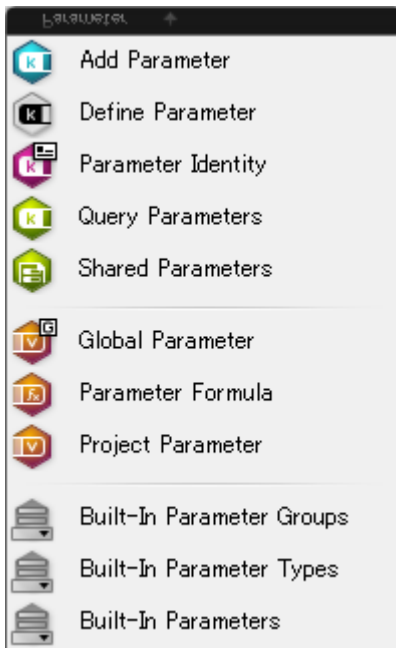 Parameter
Add Parameter
Define Parameter
Parameter Identity
Query Parameters
Shared Parameters
Global Parameter
Parameter Formula
Project Parameter
Built-In Parameter Groups
Built-In Parameter Types
Built-In Parameters